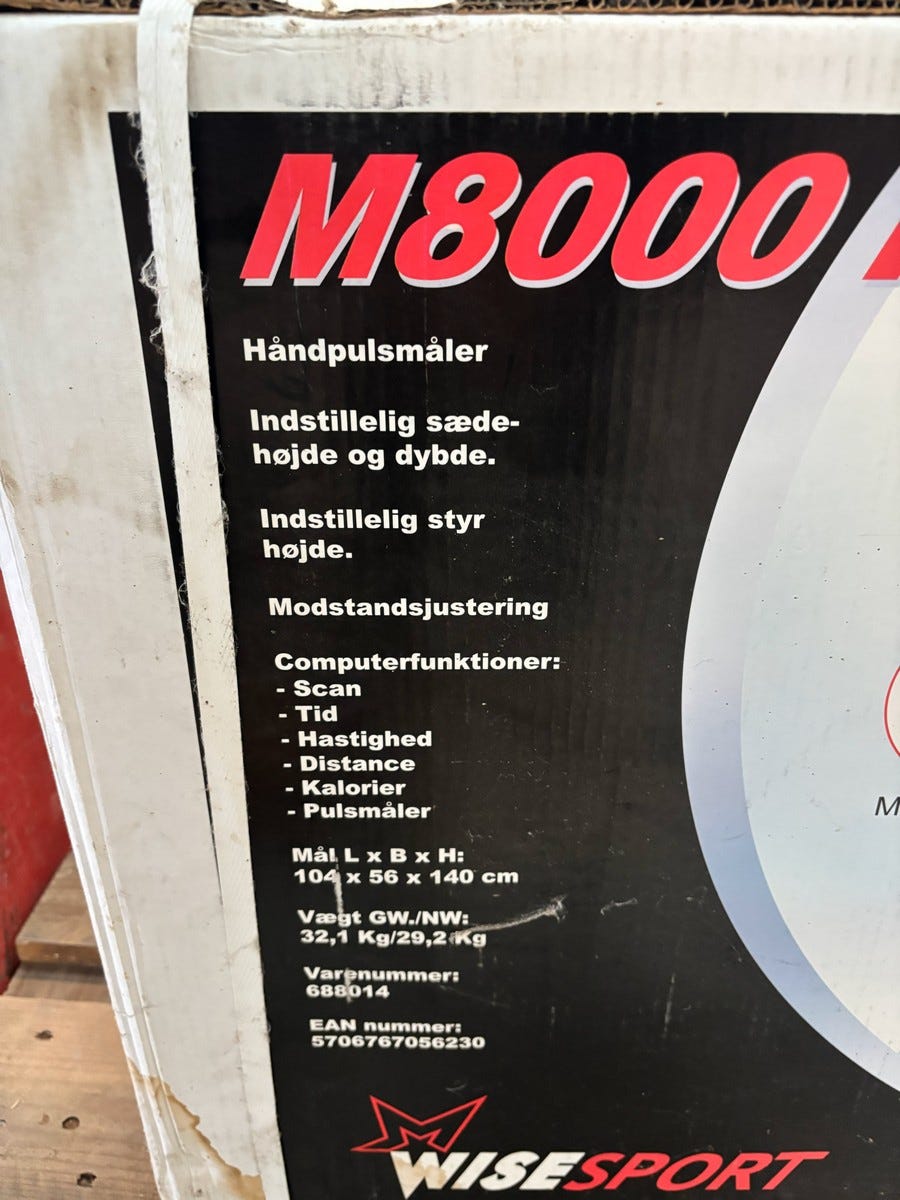 M8000
Håndpulsmåler
Indstillelig sæde-
højde og dybde.
Indstillelig styr
højde.
Modstandsjustering
Computerfunktioner:
- Scan
- Tid
- Hastighed
- Distance
- Kalorier
- Pulsmåler
Mål L x B x H:
104 x 56 x 140 cm
Vægt GW./NW:
32,1 Kg/29,2 Kg
Varenummer:
688014
EAN nummer:
5706767056230
WISESPORT